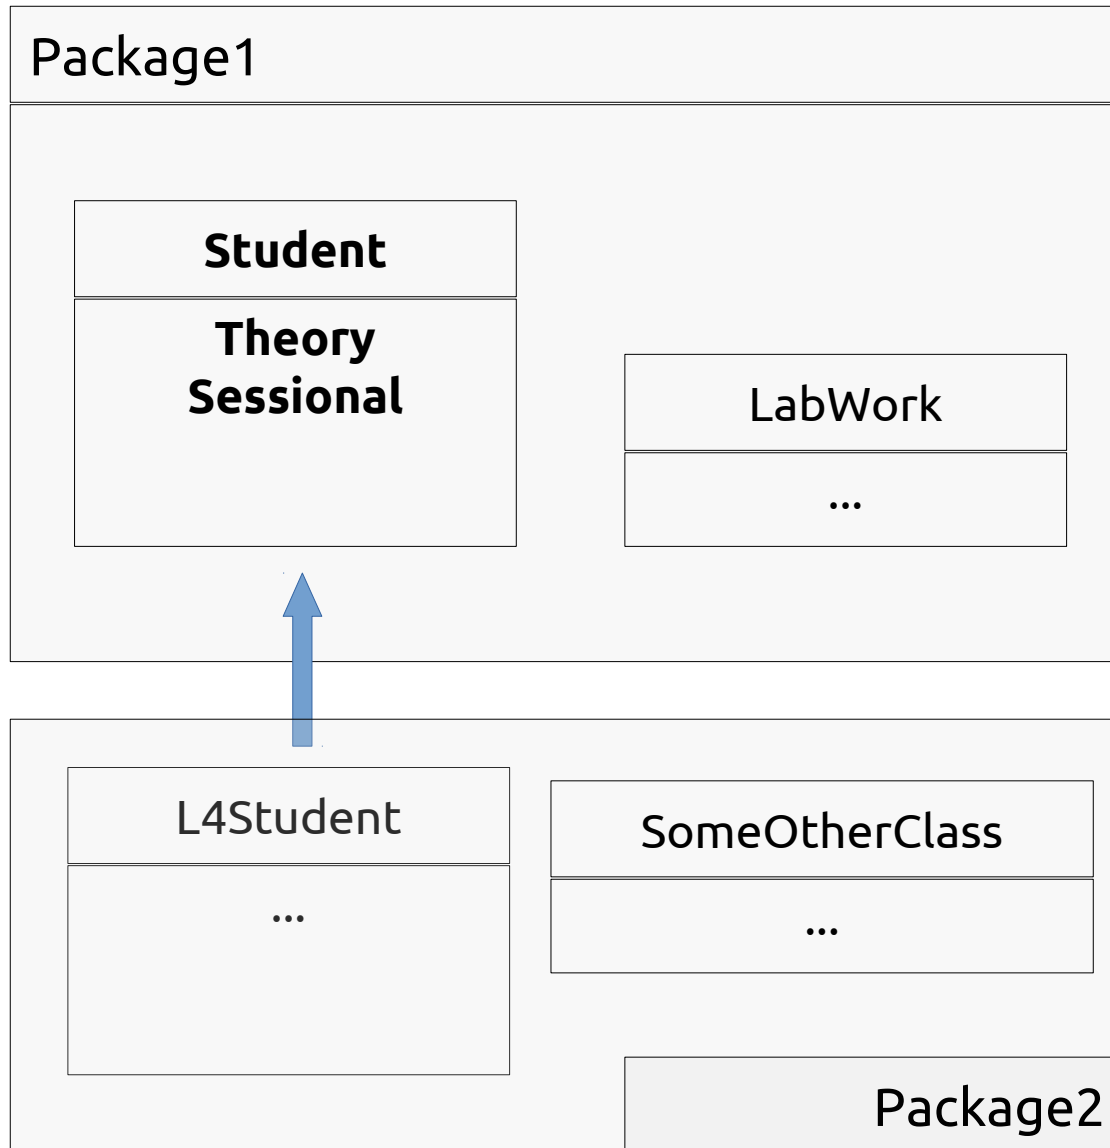 Package1
Student
Theory
Sessional
LabWork
...
L4Student
...
SomeOtherClass
...
Package2